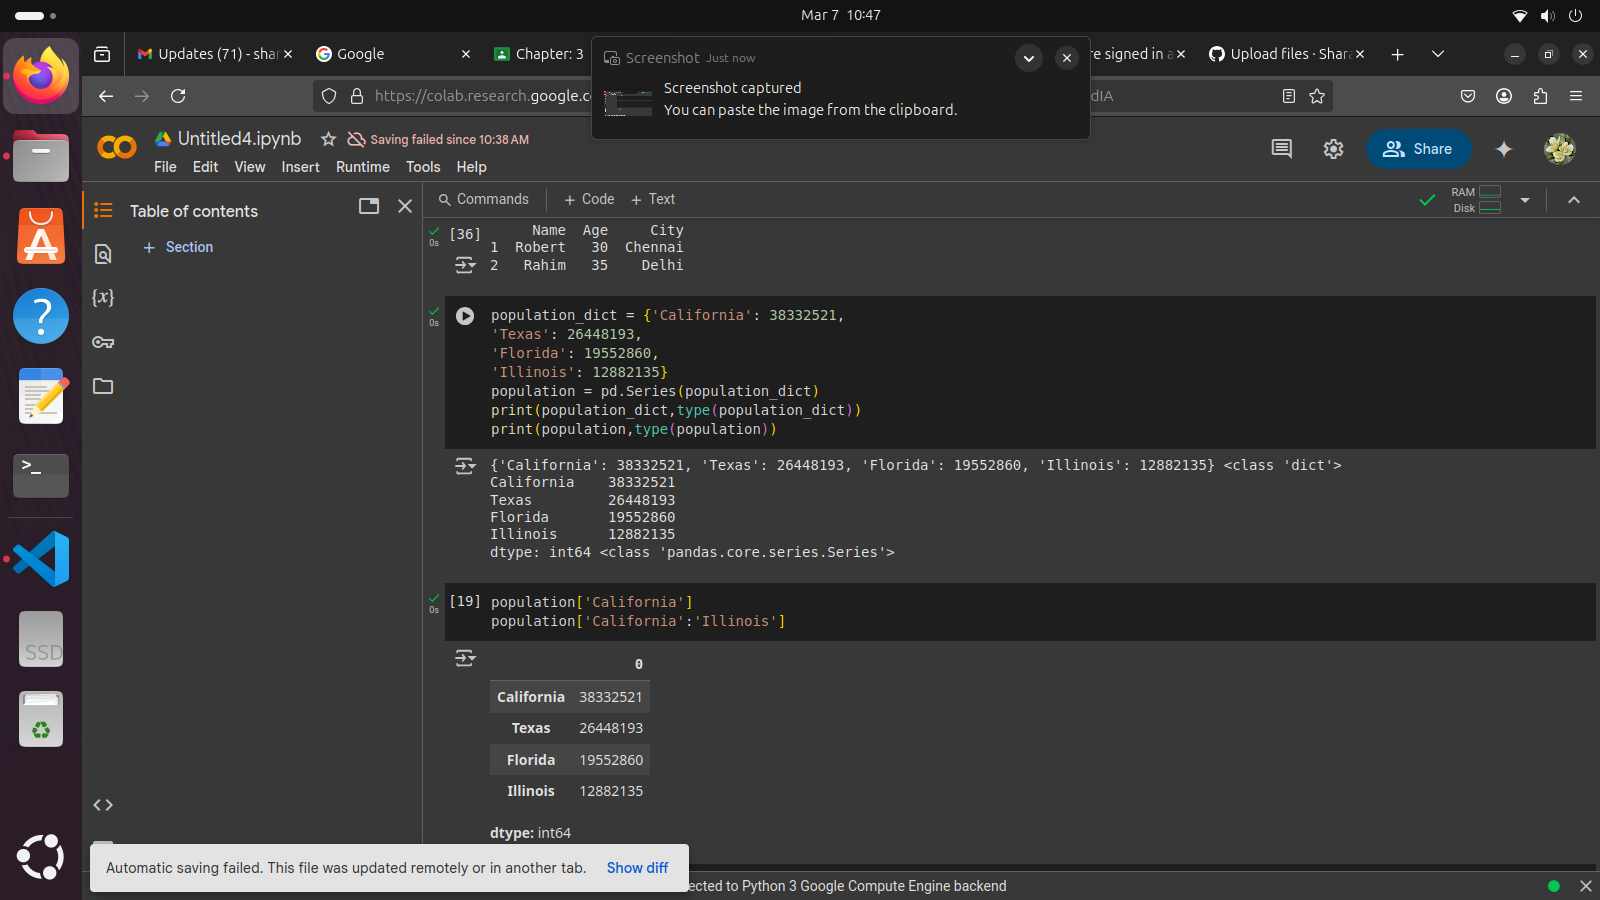 Mar 7 10:47
Updates (71) - shar
Google
Chapter: 3
re signed in a
Upload files · Shara
Screenshot Just now
Screenshot captured
You can paste the image from the clipboard.
https://colab.research.google.co
dIA
Untitled4.ipynb
Saving failed since 10:38 AM
File Edit View Insert Runtime Tools Help
Share
Table of contents
+ Section
Commands + Code + Text
RAM
Disk
{x}
0s
[36]
Name Age City
1 Robert 30 Chennai
2 Rahim 35 Delhi
0s
population_dict = {'California': 38332521,
'Texas': 26448193,
'Florida': 19552860,
'Illinois': 12882135}
population = pd.Series(population_dict)
print(population_dict,type(population_dict))
print(population,type(population))
{'California': 38332521, 'Texas': 26448193, 'Florida': 19552860, 'Illinois': 12882135} <class 'dict'>
California 38332521
Texas 26448193
Florida 19552860
Illinois 12882135
dtype: int64 <class 'pandas.core.series.Series'>
0s
[19]
population['California']
population['California':'Illinois']
0
California 38332521
Texas 26448193
Florida 19552860
Illinois 12882135
dtype: int64
SSD
Automatic saving failed. This file was updated remotely or in another tab. Show diff
ected to Python 3 Google Compute Engine backend